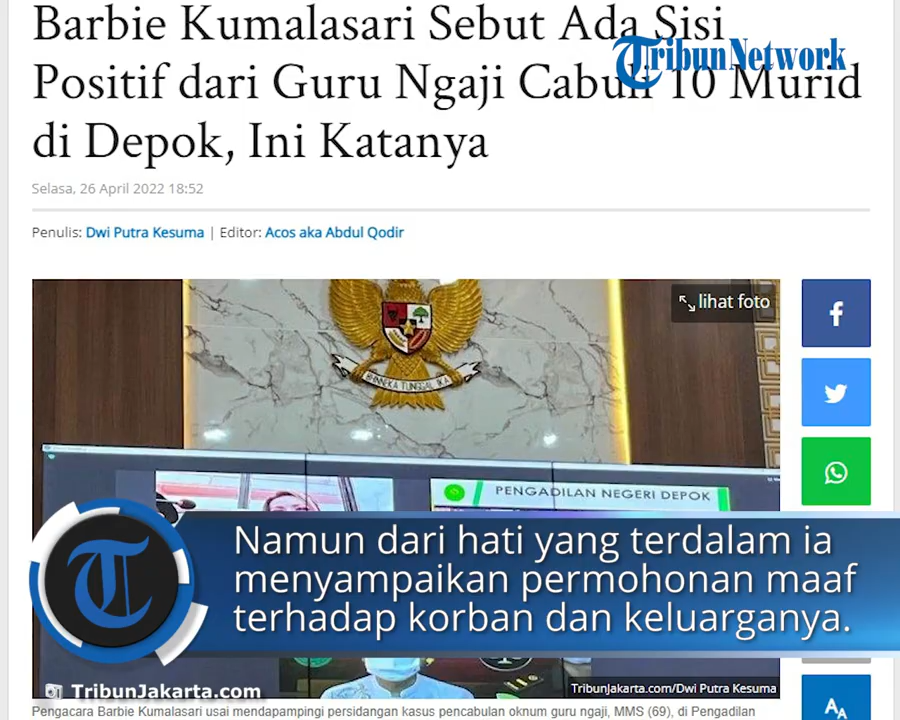 Barbie Kumalasari Sebut Ada Sisi
TribunNetwork
Positif dari Guru Ngaji Cabuli 10 Murid
di Depok, Ini Katanya
Selasa, 26 April 2022 18:52
Penulis: Dwi Putra Kesuma | Editor: Acos aka Abdul Qodir
lihat foto
BHINNEKA TUNGGAL IKA
PENGADILAN NEGERI DEPOK
Namun dari hati yang terdalam ia
menyampaikan permohonan maaf
terhadap korban dan keluarganya.
TribunJakarta.com
TribunJakarta.com/Dwi Putra Kesuma
AA
Pengacara Barbie Kumalasari usai mendapampingi persidangan kasus pencabulan oknum guru ngaji, MMS (69), di Pengadilan